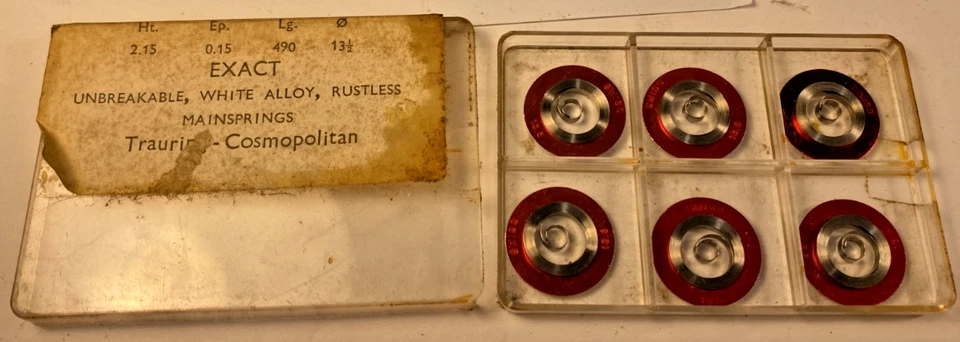 Ht. Ep. Lg. Ø
2.15 0.15 490 13½
EXACT
UNBREAKABLE, WHITE ALLOY, RUSTLESS
MAINSPRINGS
- Cosmopolitan